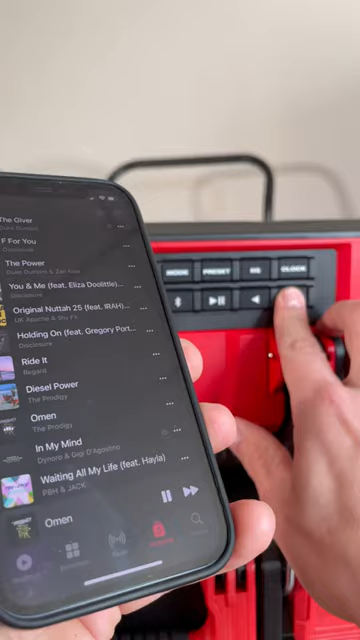 The Giver
Duke Dumont
F For You
Disclosure
The Power
Duke Dumont & Zak Abel
You & Me (feat. Eliza Doolittle)...
Disclosure
Original Nuttah 25 (feat. IRAH)...
UK Apache & Shy FX
Holding On (feat. Gregory Port...
Disclosure
Ride It
Regard
Diesel Power
The Prodigy
Omen
The Prodigy
In My Mind
Dynoro & Gigi D'Agostino
Waiting All My Life (feat. Hayla)
PBH & JACK
Omen
MODE PRESET EQ CLOCK